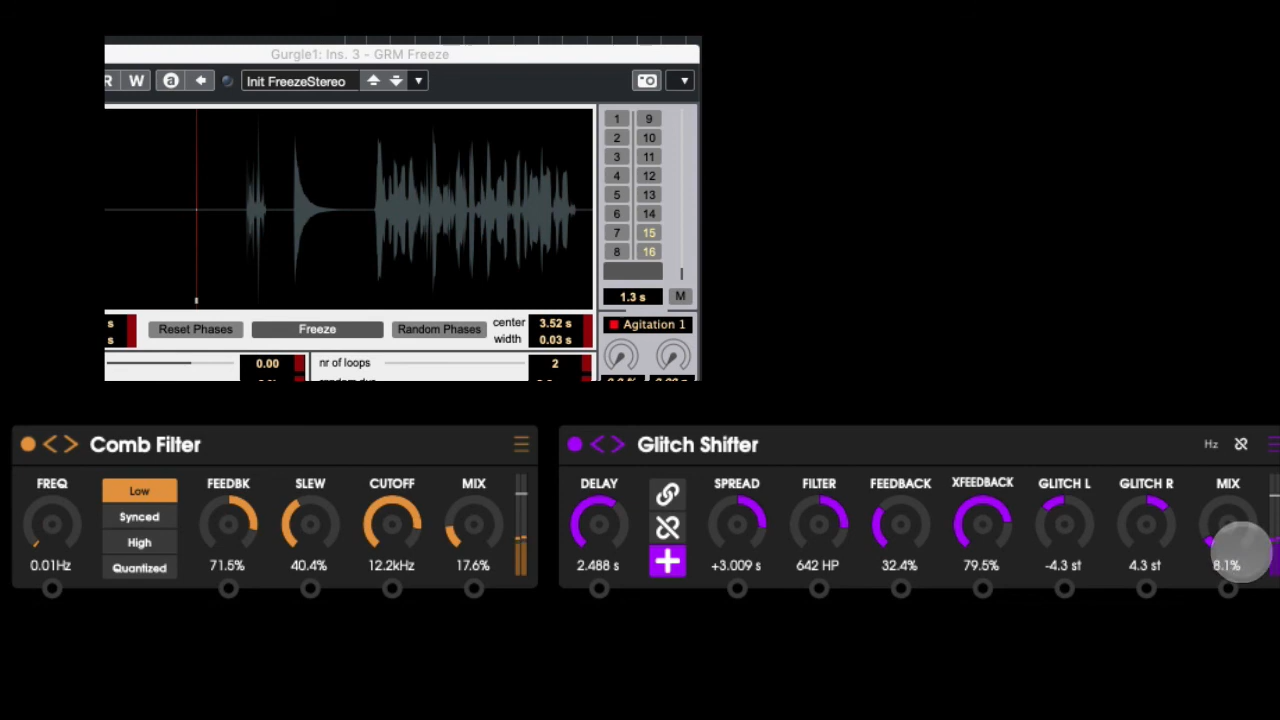 Gurgle1: Ins. 3 - GRM Freeze
R W a Init FreezeStereo
1 9
2 10
3 11
4 12
5 13
6 14
7 15
8 16
1.3 s M
s Reset Phases Freeze Random Phases center 3.52 s
s width 0.03 s
Agitation 1
0.00 nr of loops 2
Comb Filter
FREQ FEEDBK SLEW CUTOFF MIX
Low
Synced
High
Quantized
0.01Hz 71.5% 40.4% 12.2kHz 17.6%
Glitch Shifter Hz
DELAY SPREAD FILTER FEEDBACK XFEEDBACK GLITCH L GLITCH R MIX
2.488 s +3.009 s 642 HP 32.4% 79.5% -4.3 st 4.3 st 8.1%